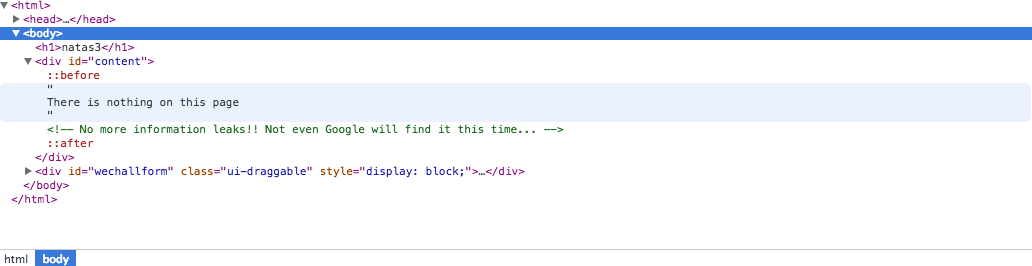 <html>
<head>…</head>
<body>
<h1>natas3</h1>
<div id="content">
::before
"
There is nothing on this page
"
<!-- No more information leaks!! Not even Google will find it this time... -->
::after
</div>
<div id="wechallform" class="ui-draggable" style="display: block;">…</div>
</body>
</html>
html body